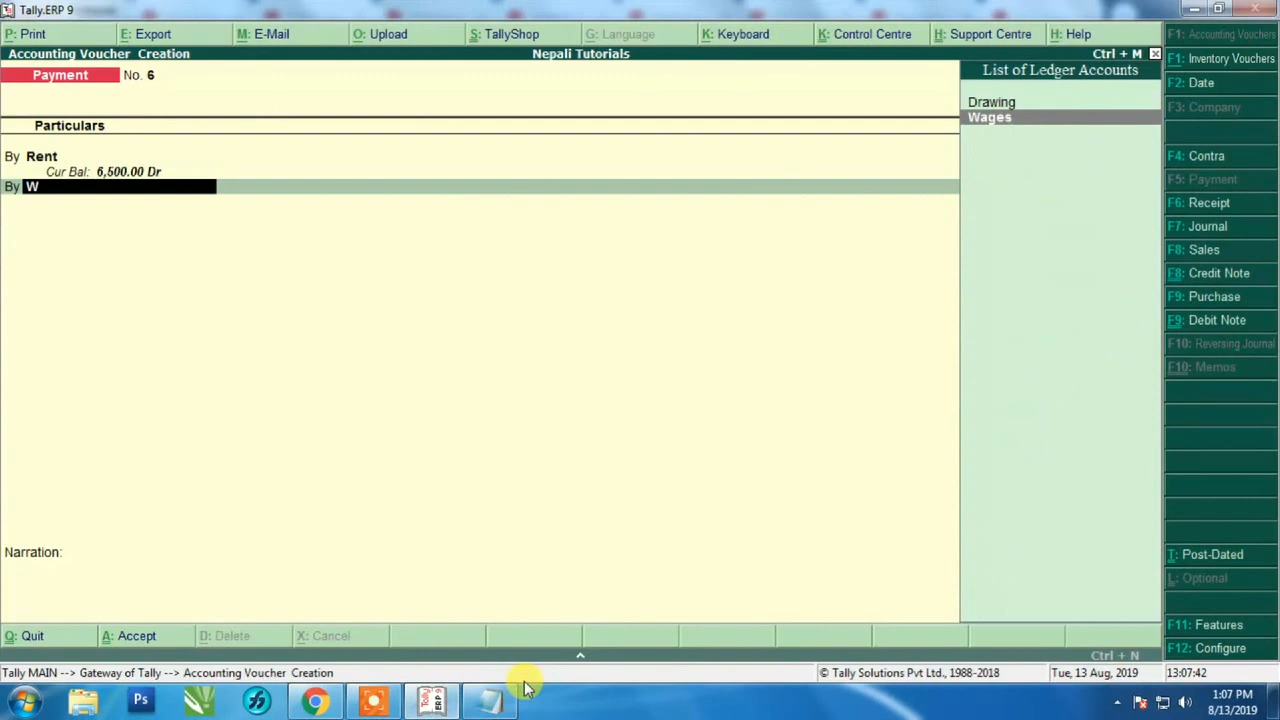 Tally.ERP 9
P: Print E: Export M: E-Mail O: Upload S: TallyShop G: Language K: Keyboard K: Control Centre H: Support Centre H: Help
Accounting Voucher Creation Nepali Tutorials Ctrl + M
Payment No. 6
Particulars
By Rent
Cur Bal: 6,500.00 Dr
By W
Narration:
List of Ledger Accounts
Drawing
Wages
F1: Accounting Vouchers
F1: Inventory Vouchers
F2: Date
F3: Company
F4: Contra
F5: Payment
F6: Receipt
F7: Journal
F8: Sales
F8: Credit Note
F9: Purchase
F9: Debit Note
F10: Reversing Journal
F10: Memos
T: Post-Dated
L: Optional
F11: Features
F12: Configure
Q: Quit A: Accept D: Delete X: Cancel
Ctrl + N
Tally MAIN --> Gateway of Tally --> Accounting Voucher Creation © Tally Solutions Pvt Ltd., 1988-2018 Tue, 13 Aug, 2019 13:07:42
Ps Tally ERP 9 1:07 PM
8/13/2019